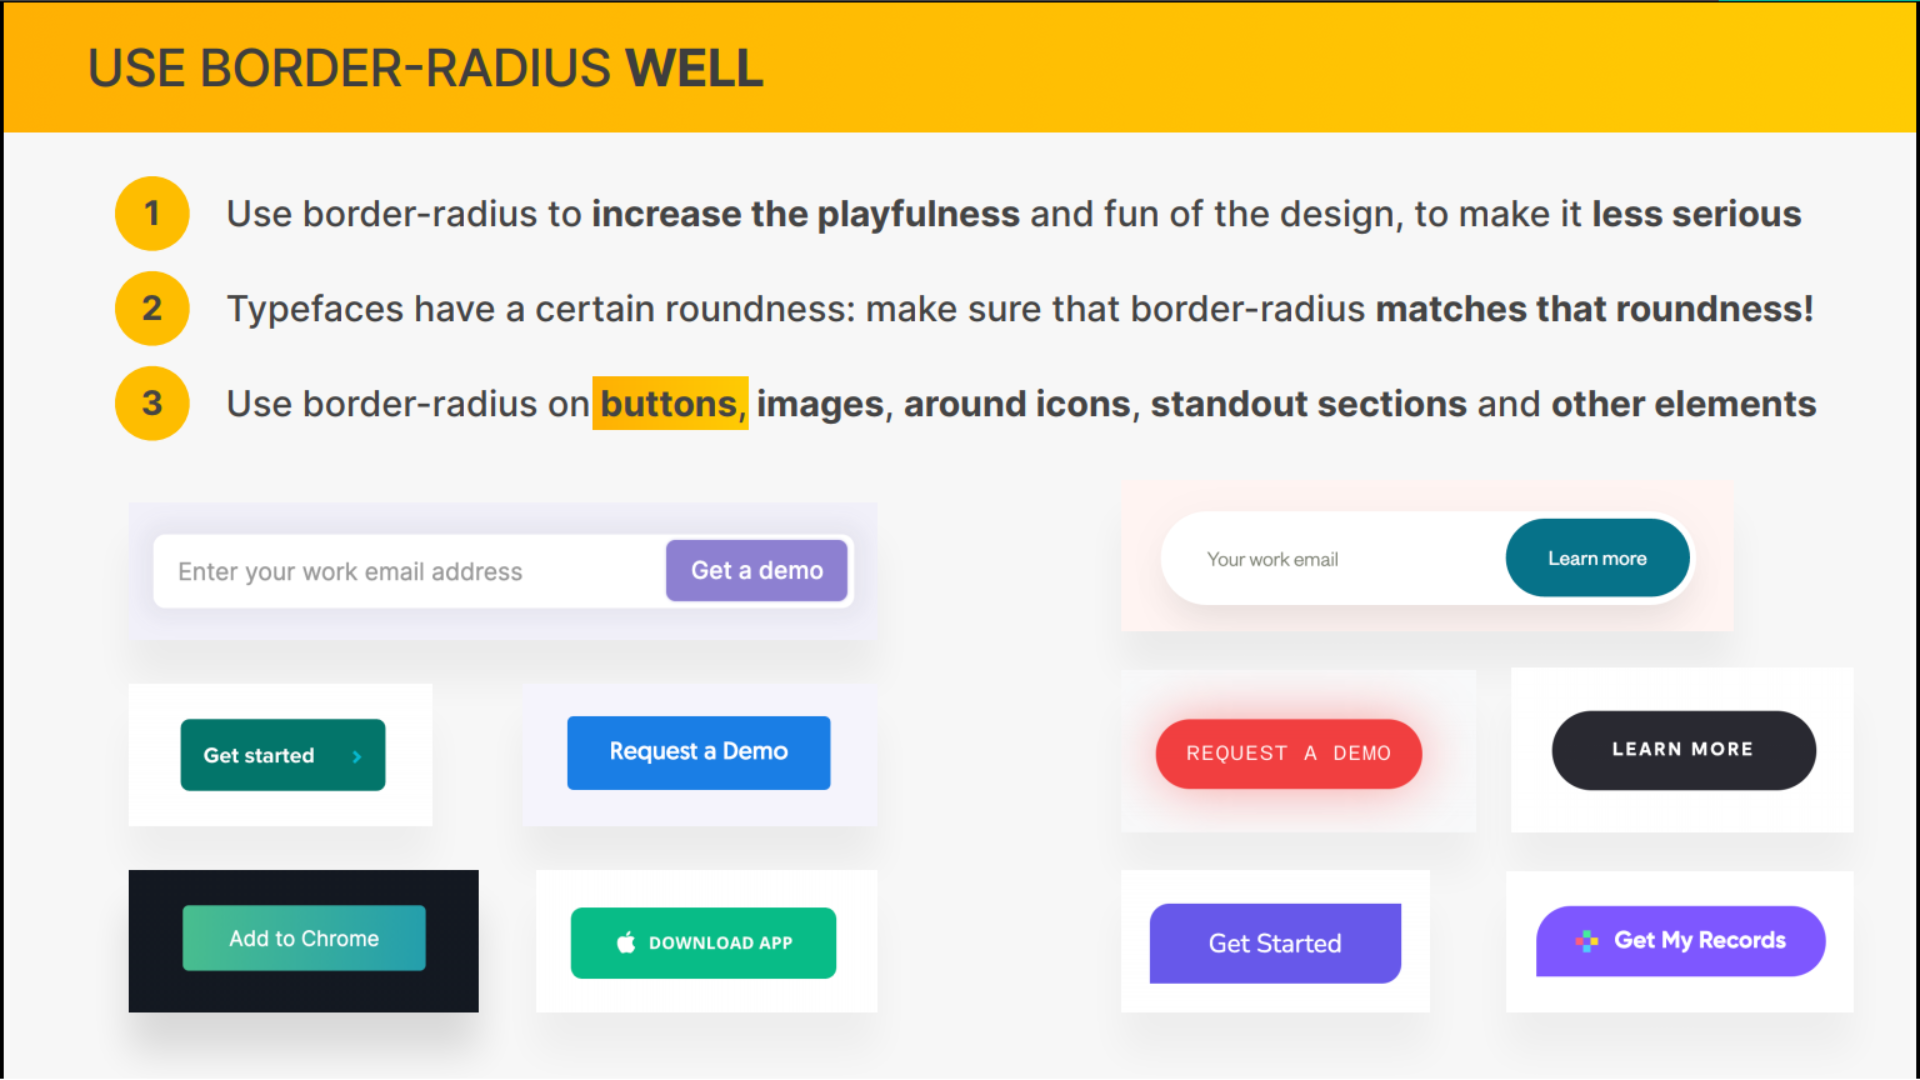 USE BORDER-RADIUS WELL
1 Use border-radius to increase the playfulness and fun of the design, to make it less serious
2 Typefaces have a certain roundness: make sure that border-radius matches that roundness!
3 Use border-radius on buttons, images, around icons, standout sections and other elements
Enter your work email address Get a demo
Your work email Learn more
Get started
Request a Demo
REQUEST A DEMO
LEARN MORE
Add to Chrome
DOWNLOAD APP
Get Started
Get My Records